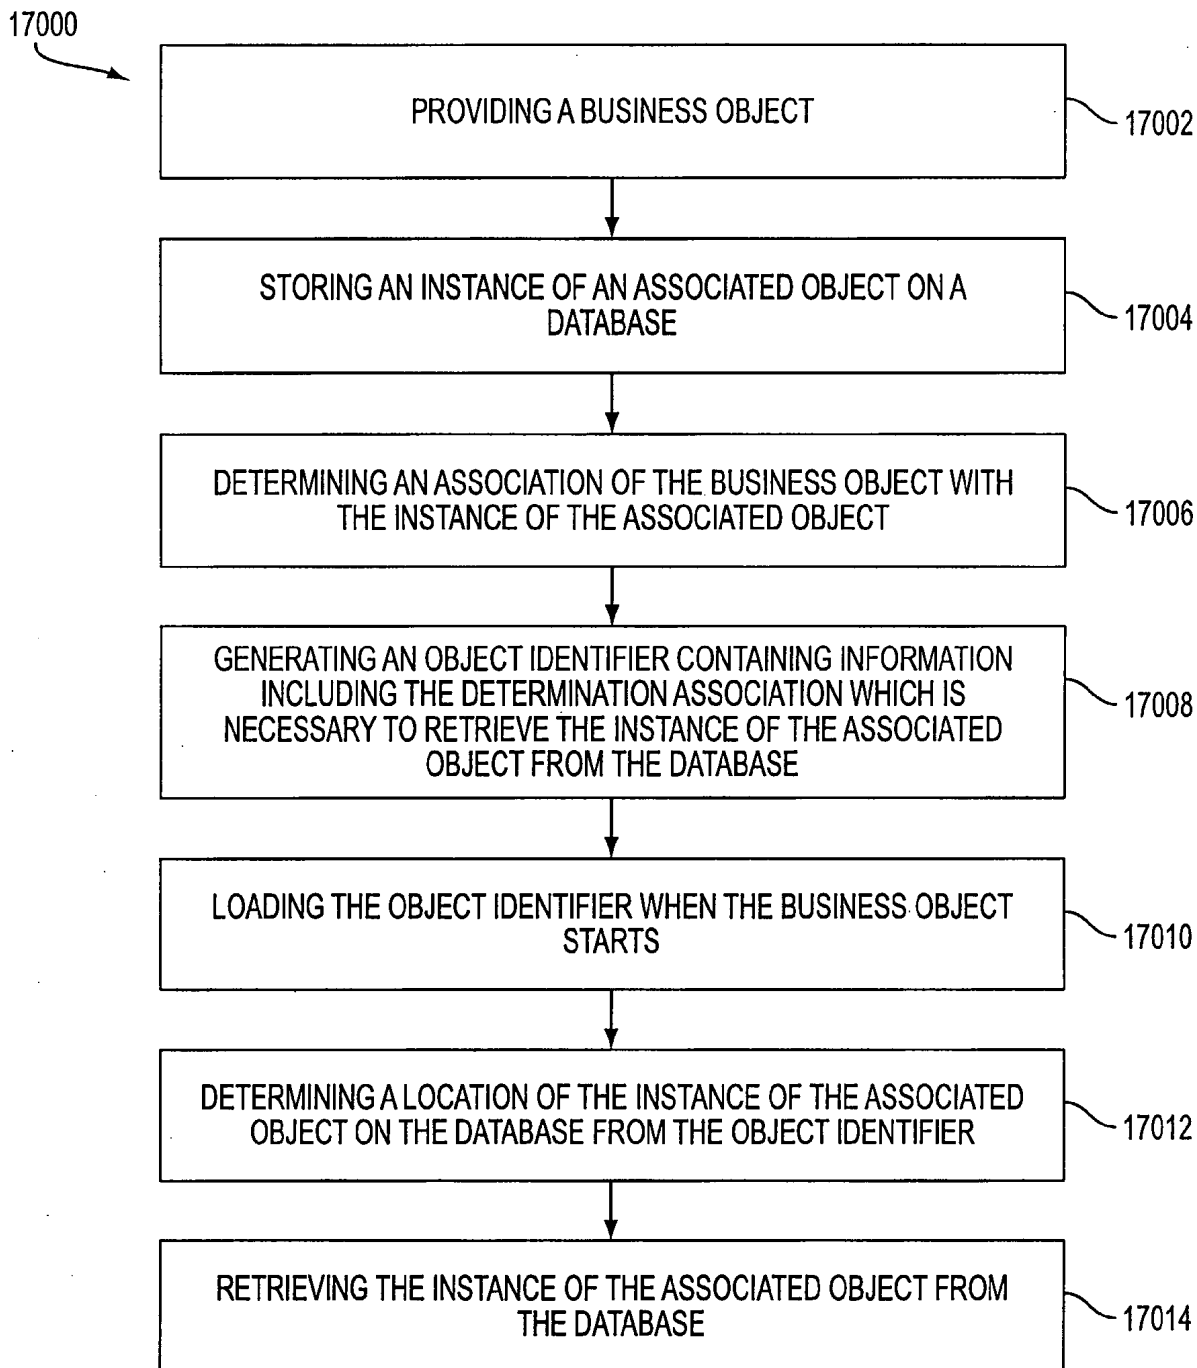 17000
PROVIDING A BUSINESS OBJECT
17002
STORING AN INSTANCE OF AN ASSOCIATED OBJECT ON A
DATABASE
17004
DETERMINING AN ASSOCIATION OF THE BUSINESS OBJECT WITH
THE INSTANCE OF THE ASSOCIATED OBJECT
17006
GENERATING AN OBJECT IDENTIFIER CONTAINING INFORMATION
INCLUDING THE DETERMINATION ASSOCIATION WHICH IS
NECESSARY TO RETRIEVE THE INSTANCE OF THE ASSOCIATED
OBJECT FROM THE DATABASE
17008
LOADING THE OBJECT IDENTIFIER WHEN THE BUSINESS OBJECT
STARTS
17010
DETERMINING A LOCATION OF THE INSTANCE OF THE ASSOCIATED
OBJECT ON THE DATABASE FROM THE OBJECT IDENTIFIER
17012
RETRIEVING THE INSTANCE OF THE ASSOCIATED OBJECT FROM
THE DATABASE
17014